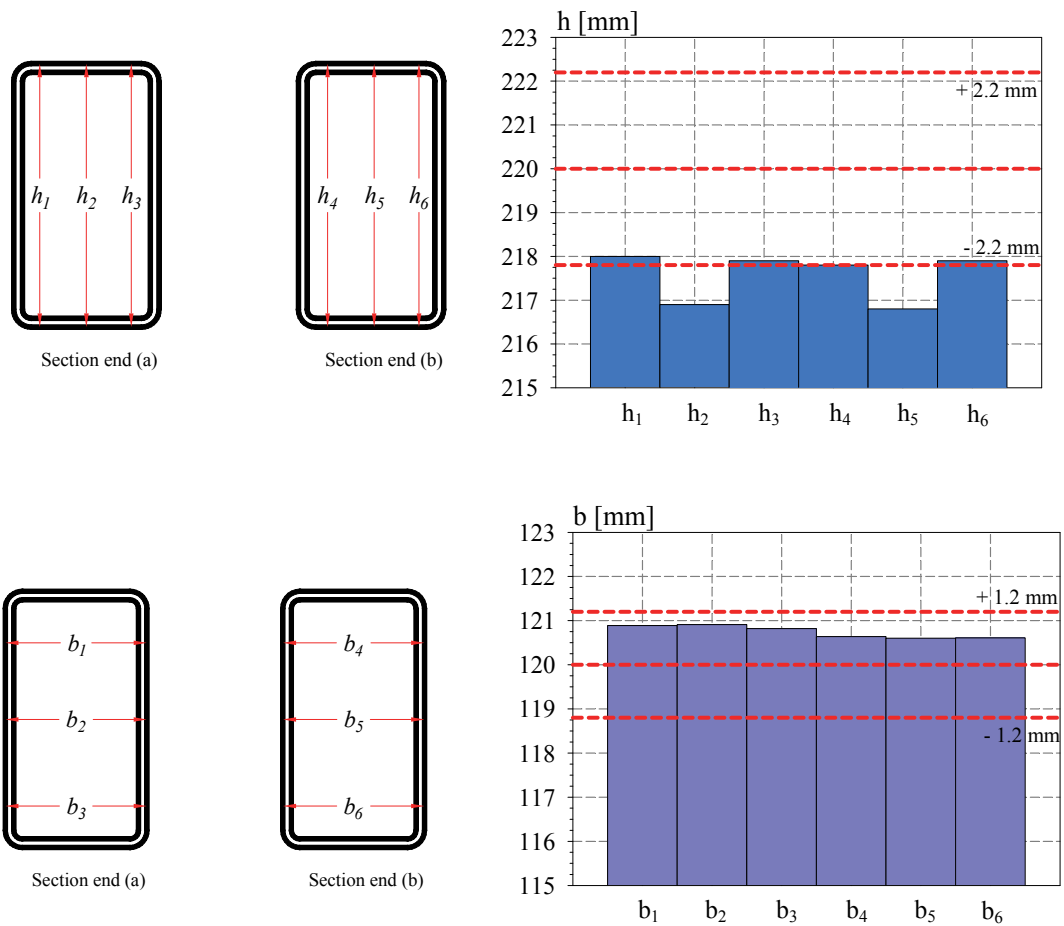 h [mm]
223
222
221
220
219
218
217
216
215
+ 2.2 mm
- 2.2 mm
h₁ h₂ h₃ h₄ h₅ h₆
h₁ h₂ h₃
Section end (a)
h₄ h₅ h₆
Section end (b)
b [mm]
123
122
121
120
119
118
117
116
115
+ 1.2 mm
- 1.2 mm
b₁ b₂ b₃ b₄ b₅ b₆
b₁
b₂
b₃
Section end (a)
b₄
b₅
b₆
Section end (b)